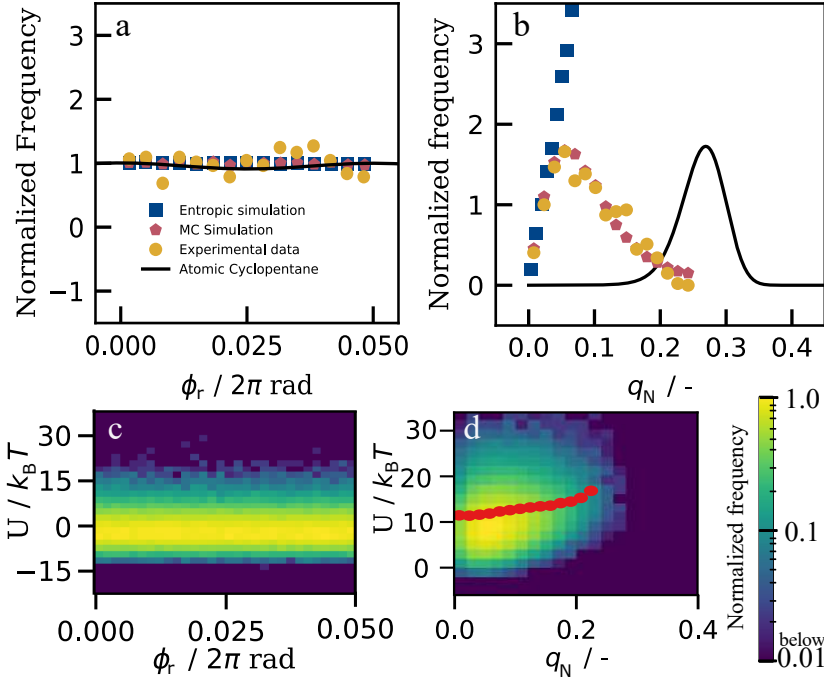 a
Normalized Frequency
3
2
1
0
−1
Entropic simulation
MC Simulation
Experimental data
Atomic Cyclopentane
0.000
0.025
0.050
ϕr / 2π rad
b
Normalized frequency
3
2
1
0
0.0
0.1
0.2
0.3
0.4
qN / -
c
U / kBT
30
15
0
−15
0.000
0.025
0.050
ϕr / 2π rad
d
U / kBT
30
20
10
0
0.0
0.2
0.4
qN / -
Normalized frequency
1.0
0.1
below
0.01